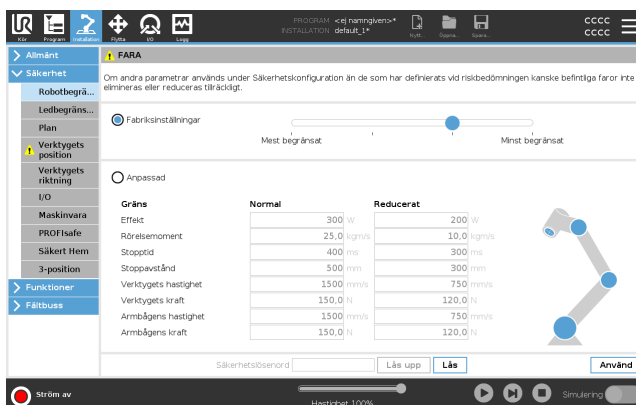 PROGRAM <ej namngiven>*
INSTALLATION default_1*
cccc
cccc
Kör Program Installation Flytta I/O Logg Nytt... Öppna... Spara...
Allmänt
Säkerhet
Robotbegrä...
Ledbegräns...
Plan
Verktygets position
Verktygets riktning
I/O
Maskinvara
PROFIsafe
Säkert Hem
3-position
Funktioner
Fältbuss
FARA
Om andra parametrar används under Säkerhetskonfiguration än de som har definierats vid riskbedömningen kanske befintliga faror inte
elimineras eller reduceras tillräckligt.
Fabriksinställningar
Mest begränsat Minst begränsat
Anpassad
Gräns Normal Reducerat
Effekt 300 W 200 W
Rörelsemoment 25,0 kgm/s 10,0 kgm/s
Stopptid 400 ms 300 ms
Stoppavstånd 500 mm 300 mm
Verktygets hastighet 1500 mm/s 750 mm/s
Verktygets kraft 150,0 N 120,0 N
Armbågens hastighet 1500 mm/s 750 mm/s
Armbågens kraft 150,0 N 120,0 N
Säkerhetslösenord Lås upp Lås Använd
Ström av Hastighet 100% Simulering